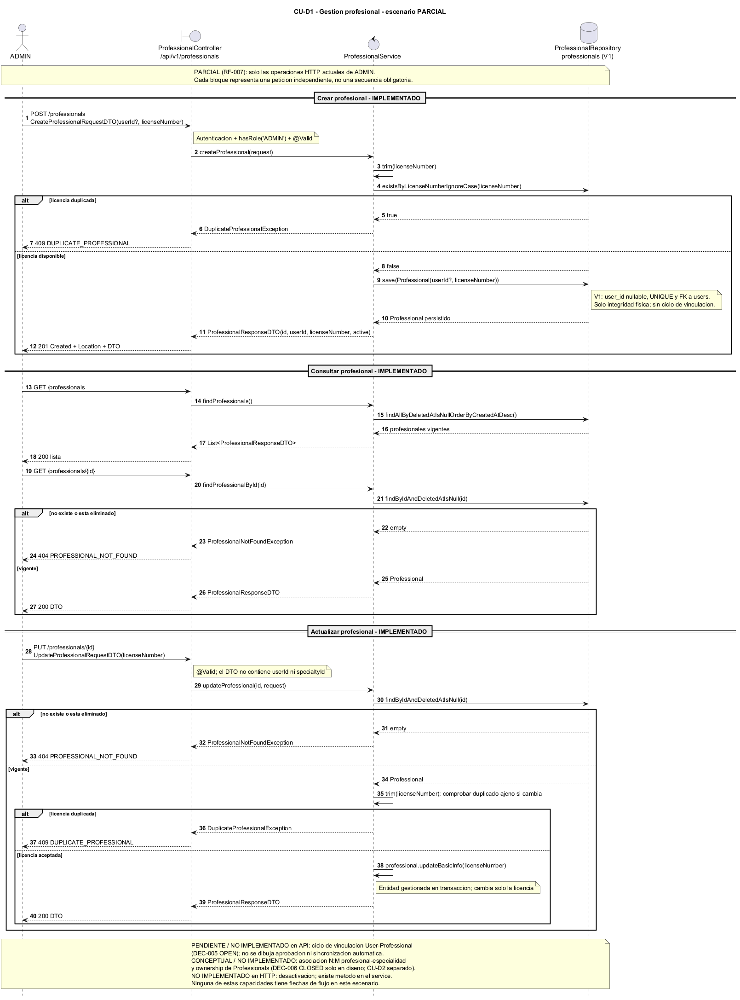 CU-D1 - Gestion profesional - escenario PARCIAL
ADMIN
ProfessionalController
/api/v1/professionals
ProfessionalService
ProfessionalRepository
professionals (V1)
PARCIAL (RF-007): solo las operaciones HTTP actuales de ADMIN.
Cada bloque representa una peticion independiente, no una secuencia obligatoria.
Crear profesional - IMPLEMENTADO
1 POST /professionals
CreateProfessionalRequestDTO(userId?, licenseNumber)
Autenticacion + hasRole('ADMIN') + @Valid
2 createProfessional(request)
3 trim(licenseNumber)
4 existsByLicenseNumberIgnoreCase(licenseNumber)
alt [licencia duplicada]
5 true
6 DuplicateProfessionalException
7 409 DUPLICATE_PROFESSIONAL
[licencia disponible]
8 false
9 save(Professional(userId?, licenseNumber))
V1: user_id nullable, UNIQUE y FK a users.
Solo integridad fisica; sin ciclo de vinculacion.
10 Professional persistido
11 ProfessionalResponseDTO(id, userId, licenseNumber, active)
12 201 Created + Location + DTO
Consultar profesional - IMPLEMENTADO
13 GET /professionals
14 findProfessionals()
15 findAllByDeletedAtIsNullOrderByCreatedAtDesc()
16 profesionales vigentes
17 List<ProfessionalResponseDTO>
18 200 lista
19 GET /professionals/{id}
20 findProfessionalById(id)
21 findByIdAndDeletedAtIsNull(id)
alt [no existe o esta eliminado]
22 empty
23 ProfessionalNotFoundException
24 404 PROFESSIONAL_NOT_FOUND
[vigente]
25 Professional
26 ProfessionalResponseDTO
27 200 DTO
Actualizar profesional - IMPLEMENTADO
28 PUT /professionals/{id}
UpdateProfessionalRequestDTO(licenseNumber)
@Valid; el DTO no contiene userId ni specialtyId
29 updateProfessional(id, request)
30 findByIdAndDeletedAtIsNull(id)
alt [no existe o esta eliminado]
31 empty
32 ProfessionalNotFoundException
33 404 PROFESSIONAL_NOT_FOUND
[vigente]
34 Professional
35 trim(licenseNumber); comprobar duplicado ajeno si cambia
alt [licencia duplicada]
36 DuplicateProfessionalException
37 409 DUPLICATE_PROFESSIONAL
[licencia aceptada]
38 professional.updateBasicInfo(licenseNumber)
Entidad gestionada en transaccion; cambia solo la licencia
39 ProfessionalResponseDTO
40 200 DTO
PENDIENTE / NO IMPLEMENTADO en API: ciclo de vinculacion User-Professional
(DEC-005 OPEN); no se dibuja aprobacion ni sincronizacion automatica.
CONCEPTUAL / NO IMPLEMENTADO: asociacion N:M profesional-especialidad
y ownership de Professionals (DEC-006 CLOSED solo en diseno; CU-D2 separado).
NO IMPLEMENTADO en HTTP: desactivacion; existe metodo en el service.
Ninguna de estas capacidades tiene flechas de flujo en este escenario.